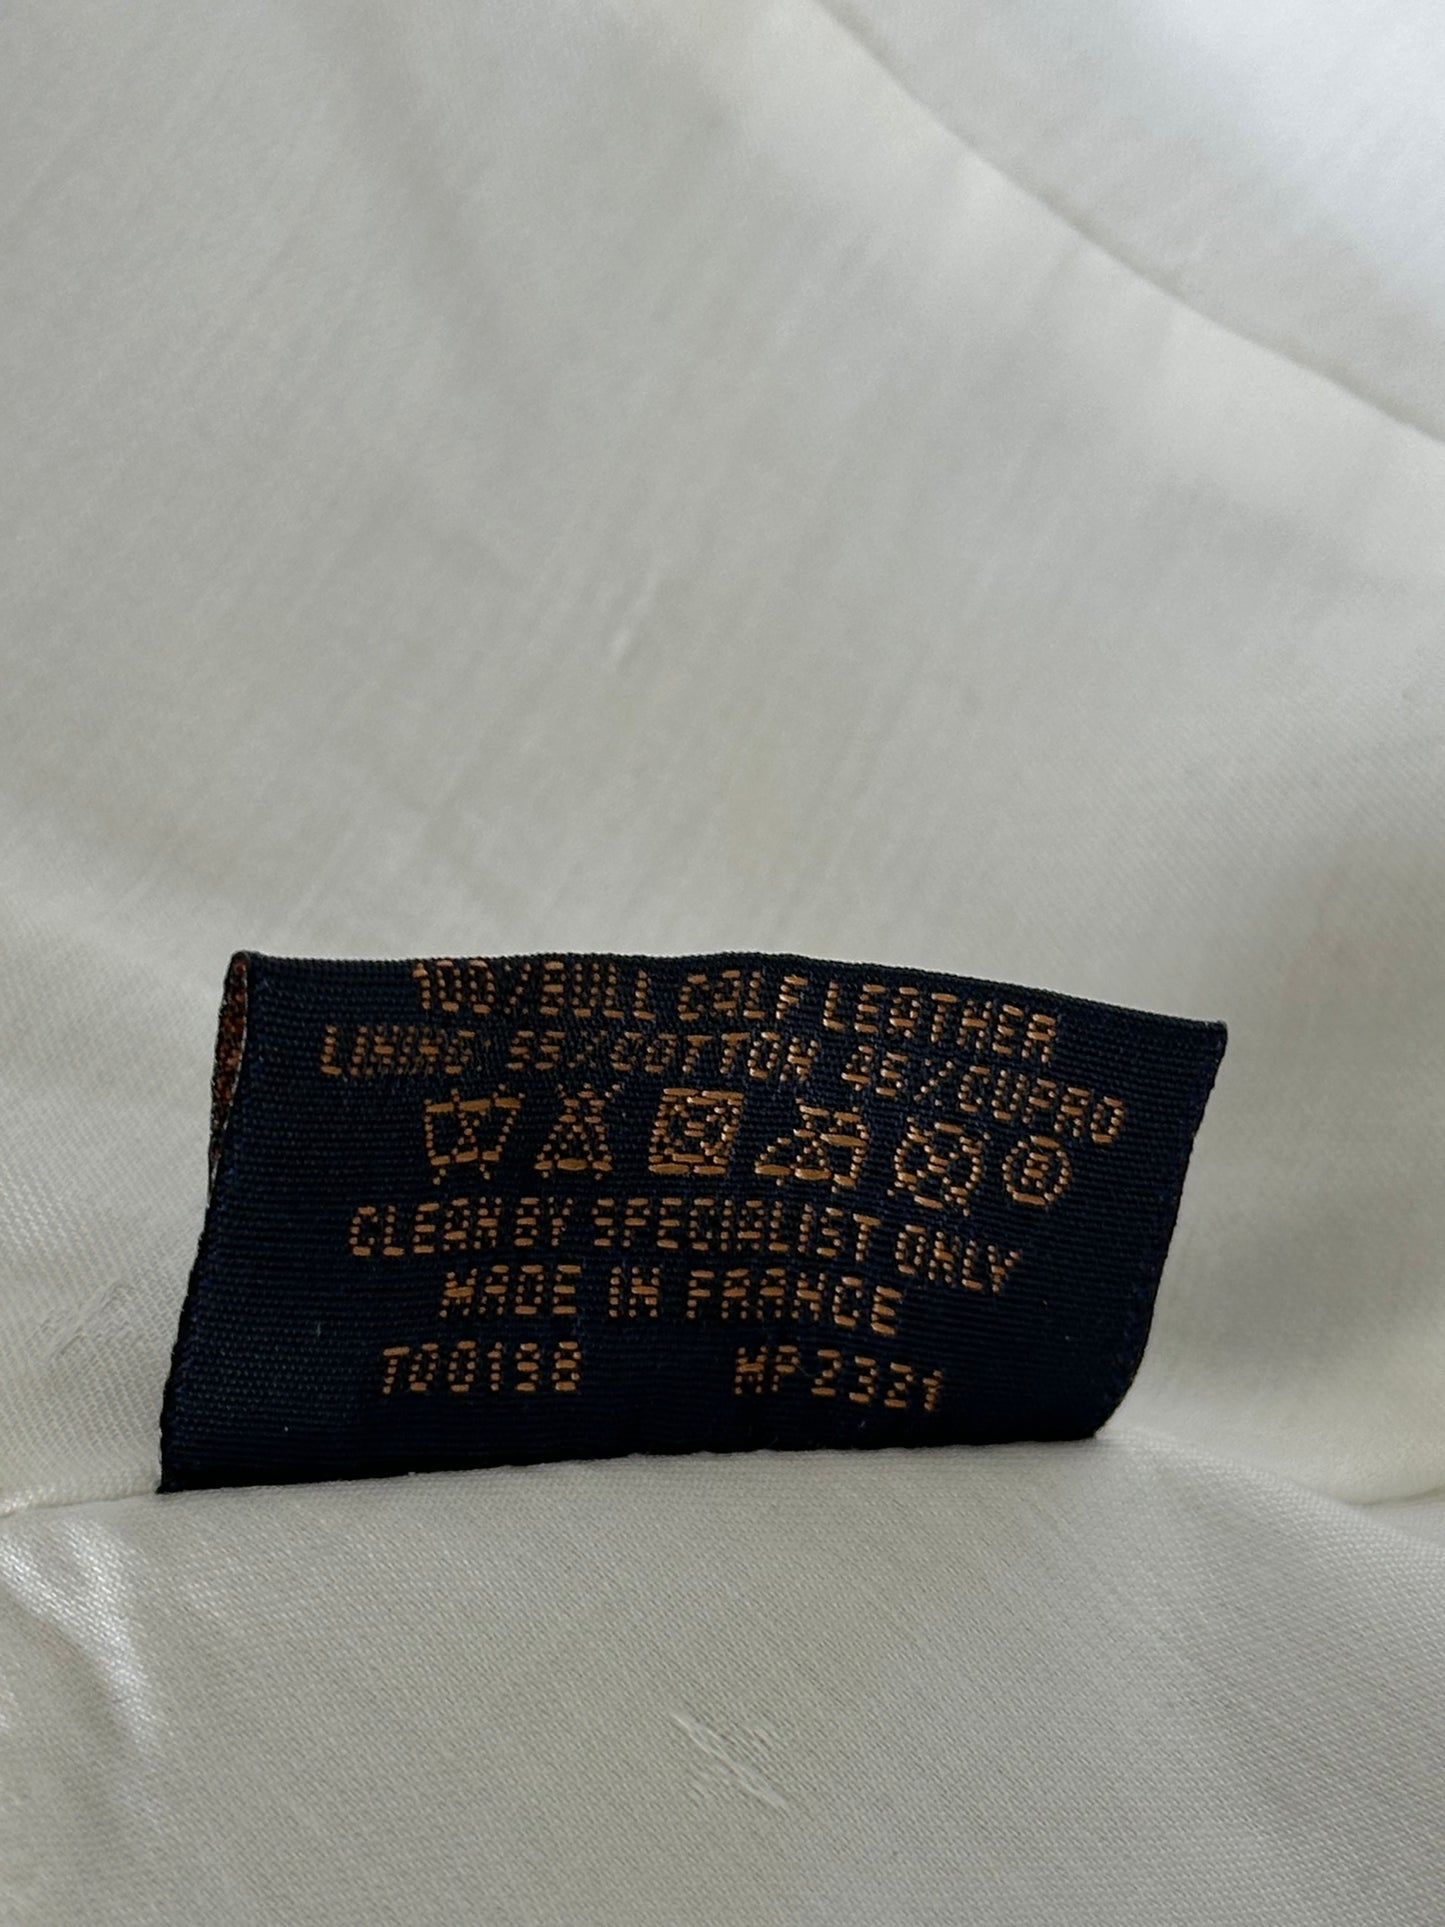 100% BULL CALF LEATHER
LINING 55% COTTON 45% CUPRO
CLEAN BY SPECIALIST ONLY
MADE IN FRANCE
T00198 MP2321